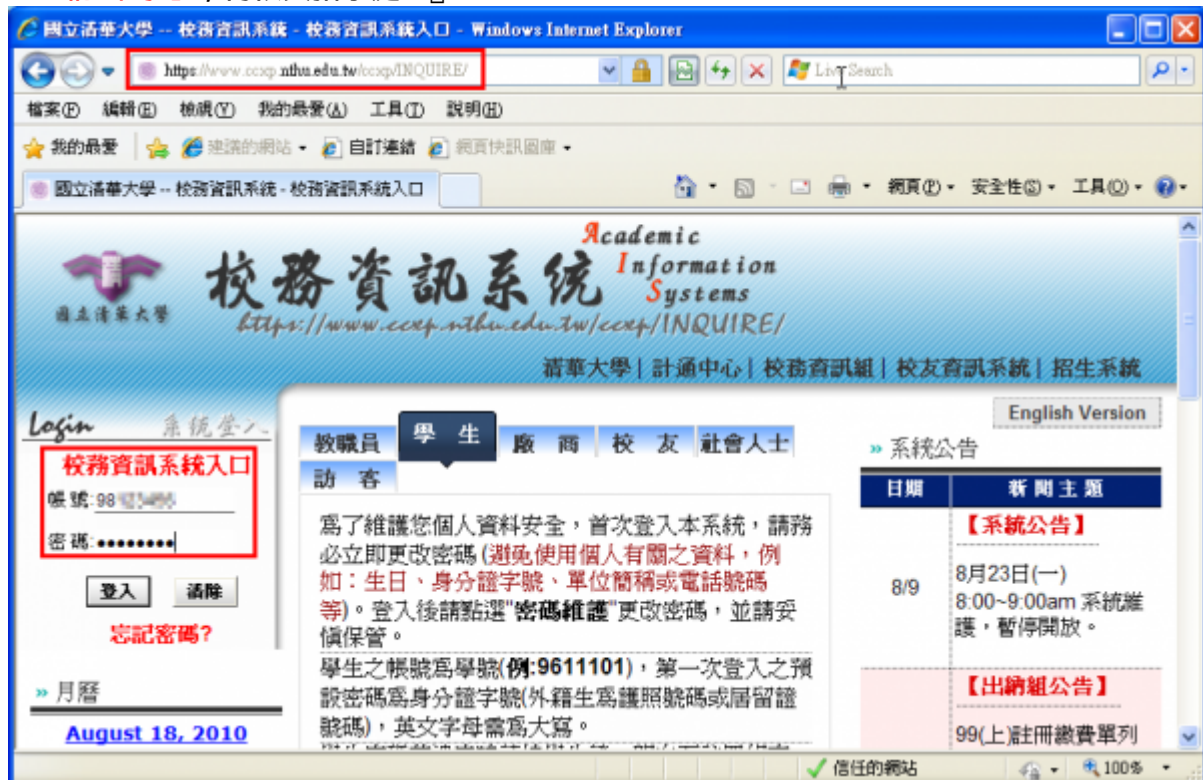 國立清華大學 -- 校務資訊系統 - 校務資訊系統入口 - Windows Internet Explorer
https://www.ccxp.nthu.edu.tw/ccxp/INQUIRE/
Live Search
檔案(F) 編輯(E) 檢視(V) 我的最愛(A) 工具(T) 說明(H)
我的最愛 建議的網站 自訂連結 網頁快訊圖庫
國立清華大學 -- 校務資訊系統 - 校務資訊系統入口
網頁(P) 安全性(S) 工具(O)
國立清華大學
校務資訊系統
Academic
Information
Systems
https://www.ccxp.nthu.edu.tw/ccxp/INQUIRE/
清華大學 | 計通中心 | 校務資訊組 | 校友資訊系統 | 招生系統
Login 系統登入
校務資訊系統入口
帳號:98
密碼:••••••••
登入 清除
忘記密碼?
» 月曆
August 18, 2010
教職員 學 生 廠 商 校 友 社會人士
訪 客
為了維護您個人資料安全,首次登入本系統,請務
必立即更改密碼(避免使用個人有關之資料,例
如:生日、身分證字號、單位簡稱或電話號碼
等)。登入後請點選"密碼維護"更改密碼,並請妥
慎保管。
學生之帳號為學號(例:9611101),第一次登入之預
設密碼為身分證字號(外籍生為護照號碼或居留證
號碼),英文字母需為大寫。
English Version
» 系統公告
日期 新聞主題
【系統公告】
8/9
8月23日(一)
8:00~9:00am 系統維
護,暫停開放。
【出納組公告】
99(上)註冊繳費單列
信任的網站
100%